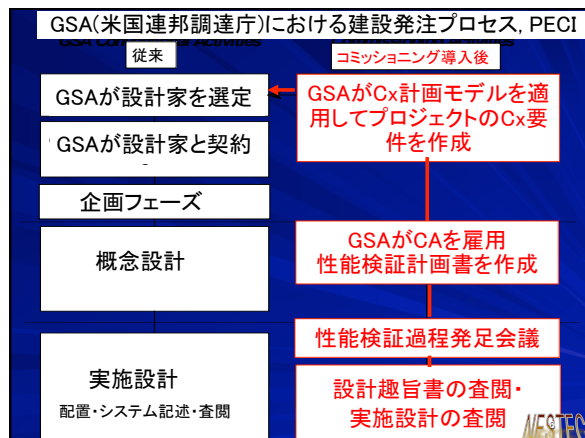 GSA(米国連邦調達庁)における建設発注プロセス, PECI
従来
コミッショニング導入後
GSAが設計家を選定
GSAが設計家と契約
企画フェーズ
概念設計
実施設計
配置・システム記述・査閲
GSAがCx計画モデルを適
用してプロジェクトのCx要
件を作成
GSAがCAを雇用
性能検証計画書を作成
性能検証過程発足会議
設計趣旨書の査閲・
実施設計の査閲
NESTEC